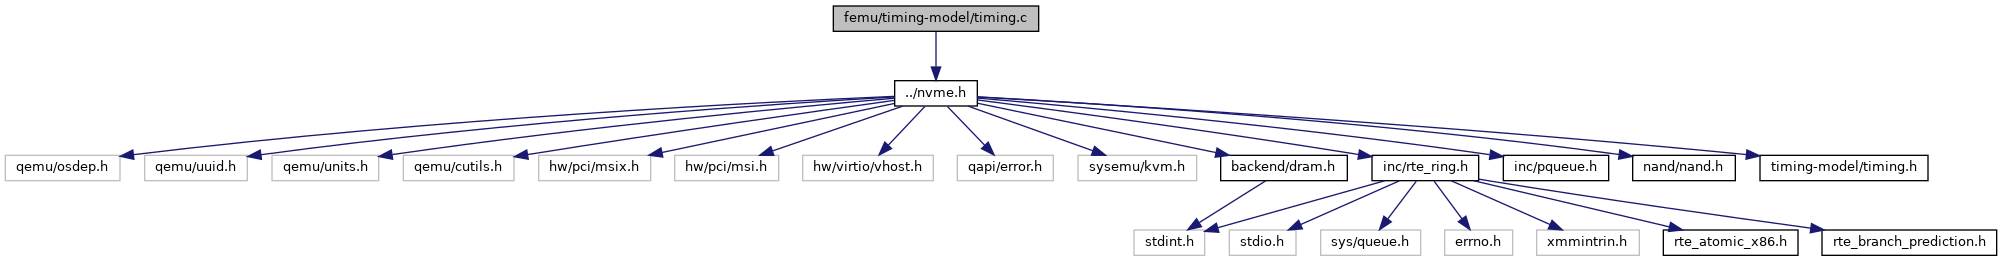 femu/timing-model/timing.c
../nvme.h
qemu/osdep.h
qemu/uuid.h
qemu/units.h
qemu/cutils.h
hw/pci/msix.h
hw/pci/msi.h
hw/virtio/vhost.h
qapi/error.h
sysemu/kvm.h
backend/dram.h
inc/rte_ring.h
inc/pqueue.h
nand/nand.h
timing-model/timing.h
stdint.h
stdio.h
sys/queue.h
errno.h
xmmintrin.h
rte_atomic_x86.h
rte_branch_prediction.h